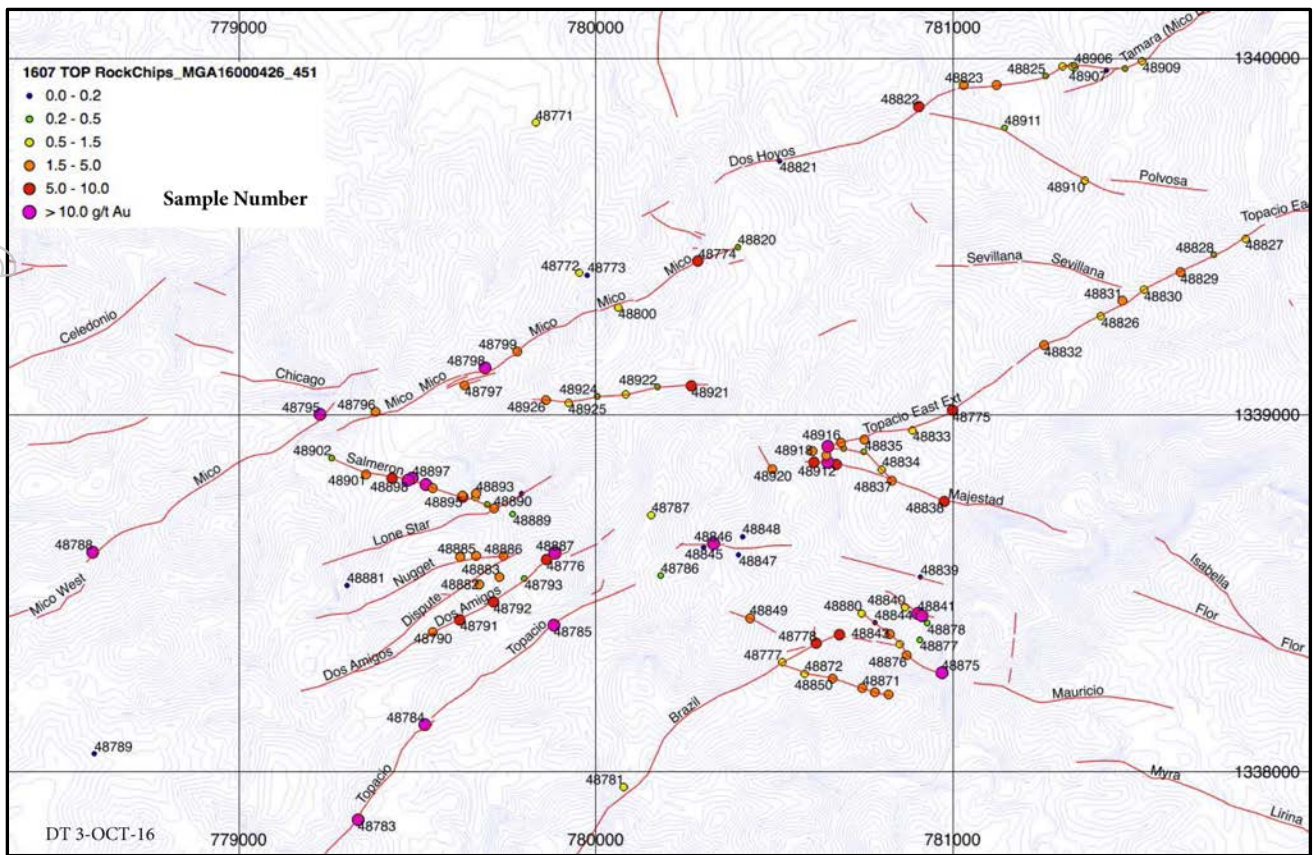 779000
780000
781000
1607 TOP RockChips_MGA16000426_451
0.0 - 0.2
0.2 - 0.5
0.5 - 1.5
1.5 - 5.0
5.0 - 10.0
> 10.0 g/t Au
Sample Number
Tamara (Mico
48906
48825
48907
48909
1340000
48823
48822
48771
48911
Dos Hoyos
48821
48910
Polvosa
Topacio Ea
48820
48774
48828
48827
Mico
Sevillana
Sevillana
48829
48772
48773
48831
48830
Mico
48800
48826
Celedonio
Mico
48799
48832
48798
Chicago
Mico
48797
48924
48922
48921
48926
48925
48795
48796
Mico
48775
1339000
Topacio East Ext
48916
48835
48833
48902
48918
48834
Mico
Salmeron
48897
48912
48920
48901
48898
48893
48837
48895
48890
48838
Majestad
48889
48787
Lone Star
48848
48846
48788
48885
48886
48887
48845
48847
48776
Isabella
Nugget
48883
48786
48839
48881
48882
48793
Mico West
Dispute
Dos Amigos
48792
48840
48841
Flor
48880
48844
48849
48791
48878
48790
48785
48778
48843
48877
Flor
Topacio
Dos Amigos
48777
48872
48876
48875
48850
48871
Mauricio
Brazil
48784
48789
1338000
Topacio
48781
Myra
Lirina
48783
DT 3-OCT-16
779000
780000
781000